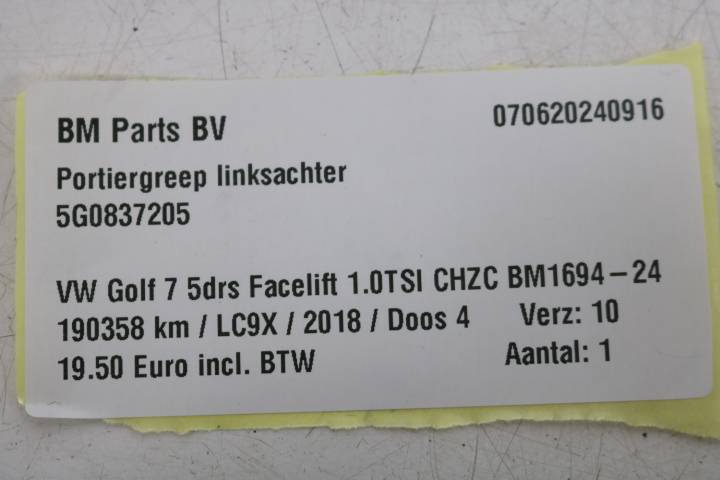 BM Parts BV 070620240916
Portiergreep linksachter
5G0837205
VW Golf 7 5drs Facelift 1.0TSI CHZC BM1694-24
190358 km / LC9X / 2018 / Doos 4 Verz: 10
19.50 Euro incl. BTW Aantal: 1